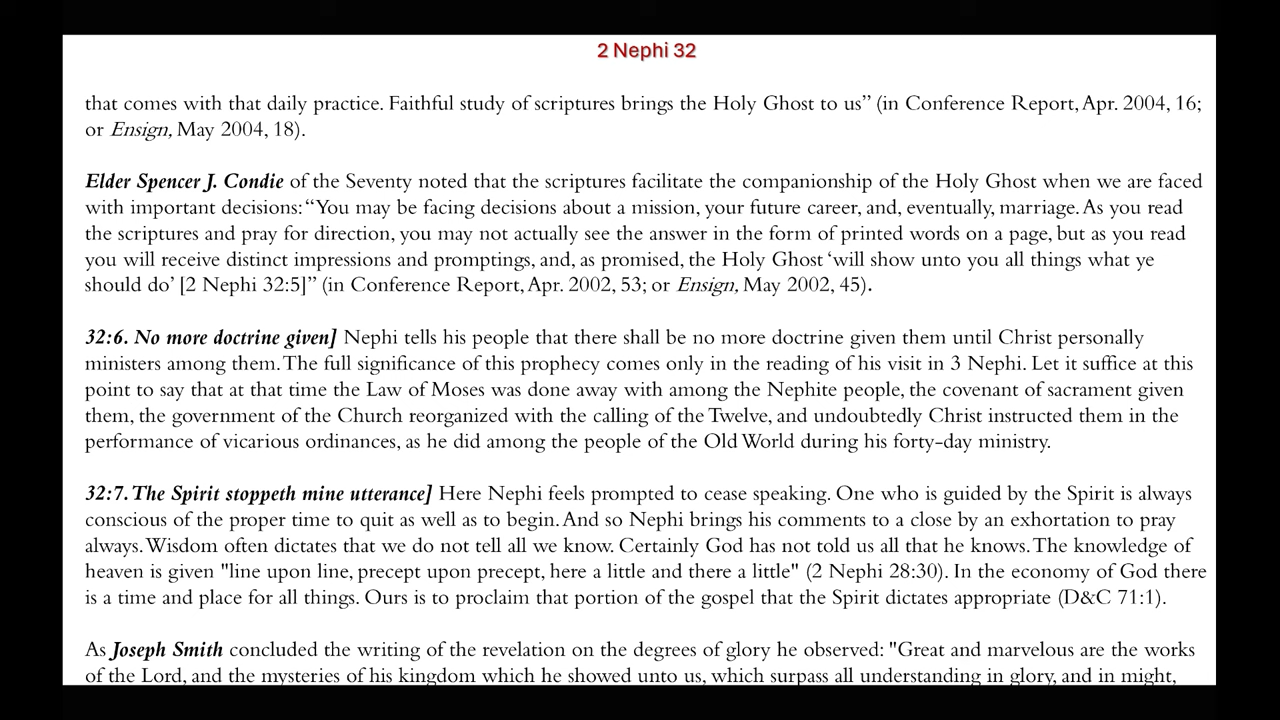 2 Nephi 32
that comes with that daily practice. Faithful study of scriptures brings the Holy Ghost to us” (in Conference Report, Apr. 2004, 16;
or Ensign, May 2004, 18).
Elder Spencer J. Condie of the Seventy noted that the scriptures facilitate the companionship of the Holy Ghost when we are faced
with important decisions: “You may be facing decisions about a mission, your future career, and, eventually, marriage. As you read
the scriptures and pray for direction, you may not actually see the answer in the form of printed words on a page, but as you read
you will receive distinct impressions and promptings, and, as promised, the Holy Ghost ‘will show unto you all things what ye
should do’ [2 Nephi 32:5]” (in Conference Report, Apr. 2002, 53; or Ensign, May 2002, 45).
32:6. No more doctrine given] Nephi tells his people that there shall be no more doctrine given them until Christ personally
ministers among them. The full significance of this prophecy comes only in the reading of his visit in 3 Nephi. Let it suffice at this
point to say that at that time the Law of Moses was done away with among the Nephite people, the covenant of sacrament given
them, the government of the Church reorganized with the calling of the Twelve, and undoubtedly Christ instructed them in the
performance of vicarious ordinances, as he did among the people of the Old World during his forty-day ministry.
32:7. The Spirit stoppeth mine utterance] Here Nephi feels prompted to cease speaking. One who is guided by the Spirit is always
conscious of the proper time to quit as well as to begin. And so Nephi brings his comments to a close by an exhortation to pray
always. Wisdom often dictates that we do not tell all we know. Certainly God has not told us all that he knows. The knowledge of
heaven is given "line upon line, precept upon precept, here a little and there a little" (2 Nephi 28:30). In the economy of God there
is a time and place for all things. Ours is to proclaim that portion of the gospel that the Spirit dictates appropriate (D&C 71:1).
As Joseph Smith concluded the writing of the revelation on the degrees of glory he observed: "Great and marvelous are the works
of the Lord, and the mysteries of his kingdom which he showed unto us, which surpass all understanding in glory, and in might,